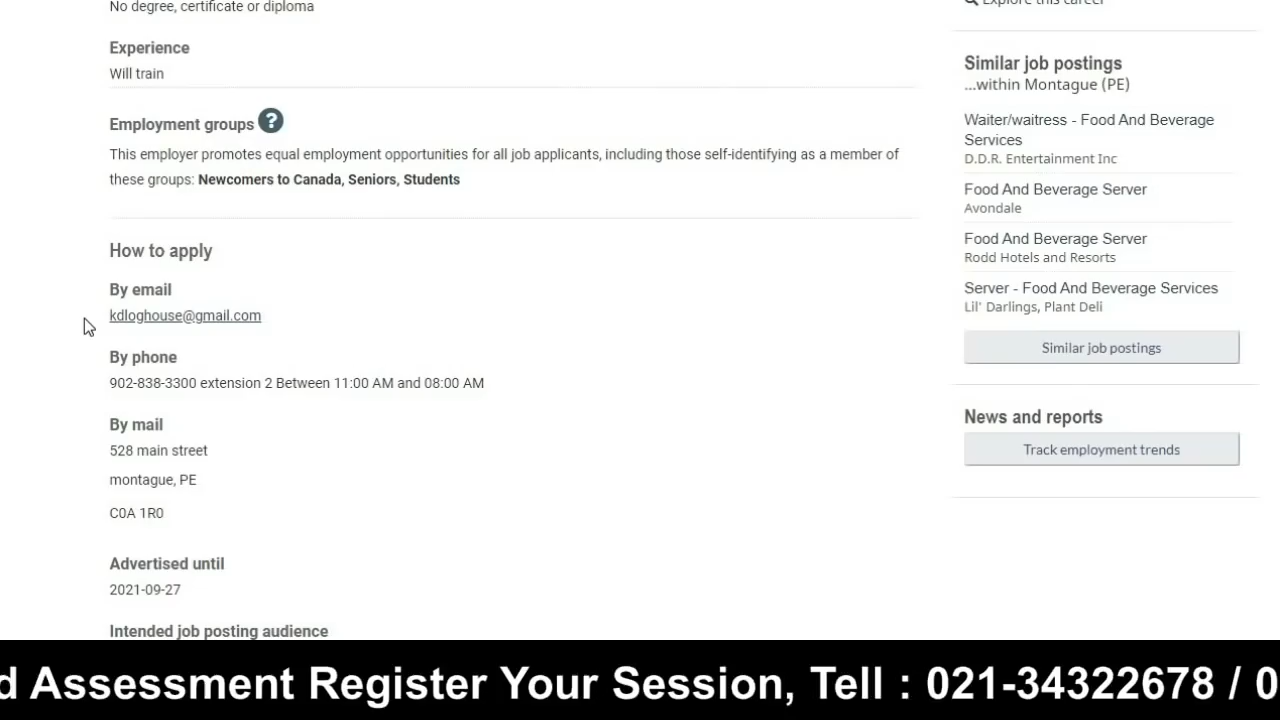 No degree, certificate or diploma
Experience
Will train
Employment groups ?
This employer promotes equal employment opportunities for all job applicants, including those self-identifying as a member of
these groups: Newcomers to Canada, Seniors, Students
How to apply
By email
kdloghouse@gmail.com
By phone
902-838-3300 extension 2 Between 11:00 AM and 08:00 AM
By mail
528 main street
montague, PE
C0A 1R0
Advertised until
2021-09-27
Intended job posting audience
Explore this career
Similar job postings
...within Montague (PE)
Waiter/waitress - Food And Beverage
Services
D.D.R. Entertainment Inc
Food And Beverage Server
Avondale
Food And Beverage Server
Rodd Hotels and Resorts
Server - Food And Beverage Services
Lil' Darlings, Plant Deli
Similar job postings
News and reports
Track employment trends
d Assessment Register Your Session, Tell : 021-34322678 / 0